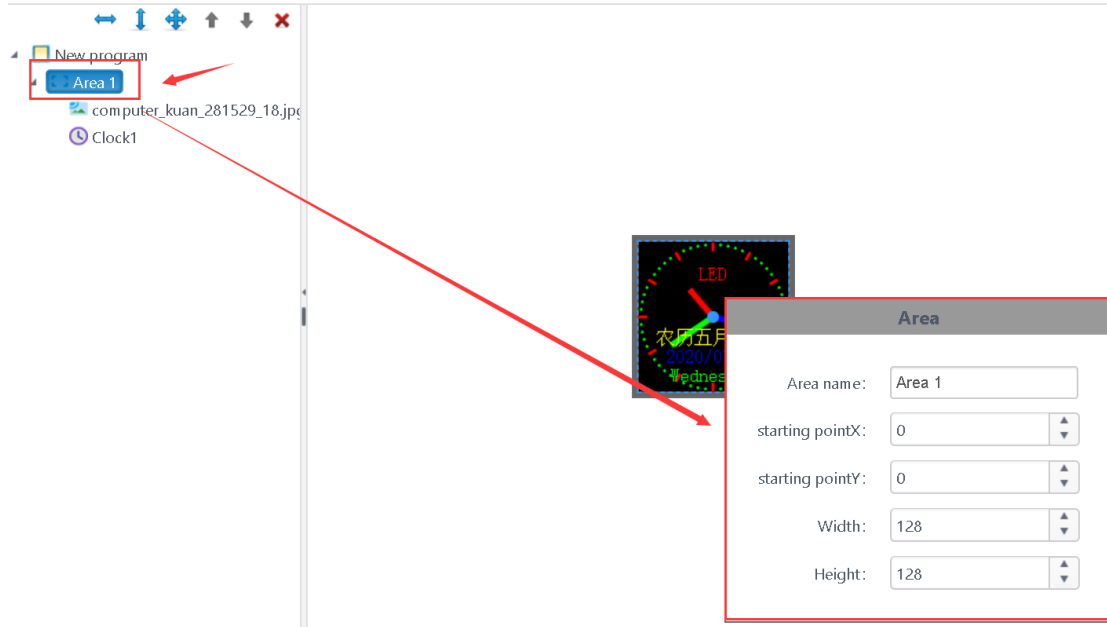 New program
Area 1
computer_kuan_281529_18.jpg
Clock1
LED
农历五月
2020/0
Wednes
Area
Area name:
Area 1
starting pointX:
0
starting pointY:
0
Width:
128
Height:
128